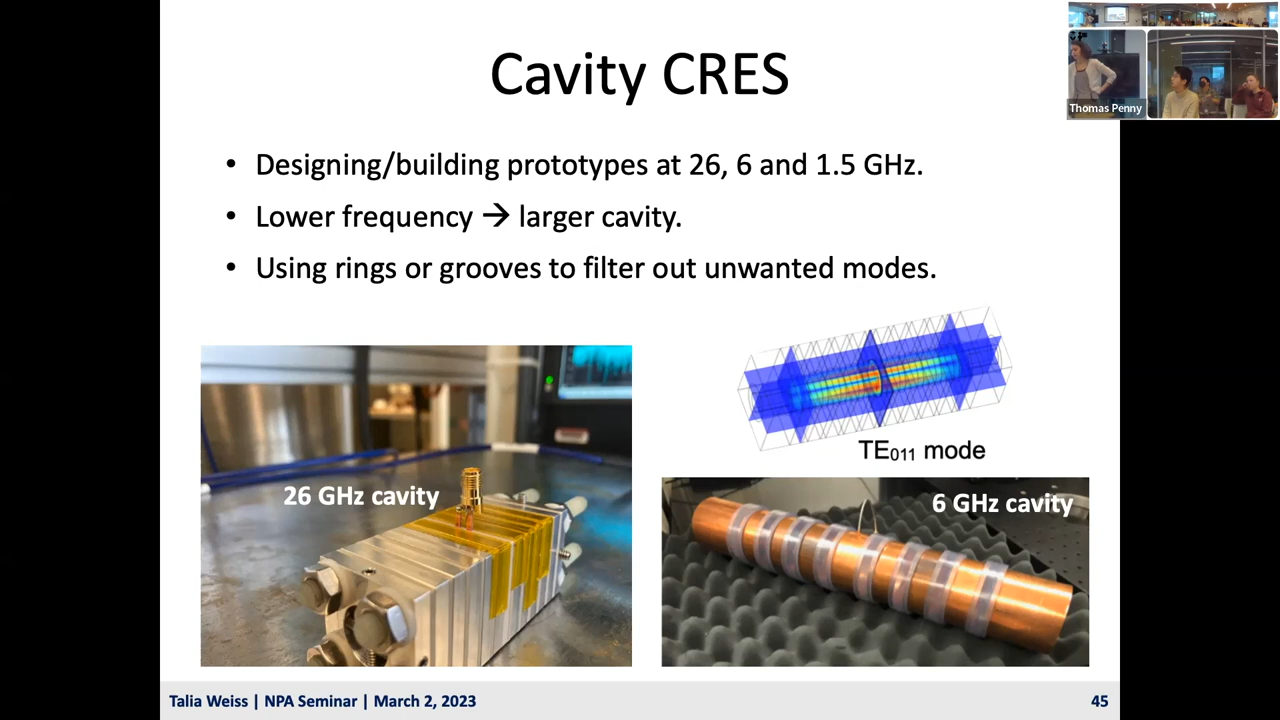 Cavity CRES
Thomas Penny
• Designing/building prototypes at 26, 6 and 1.5 GHz.
• Lower frequency → larger cavity.
• Using rings or grooves to filter out unwanted modes.
TE₀₁₁ mode
26 GHz cavity
6 GHz cavity
Talia Weiss | NPA Seminar | March 2, 2023
45